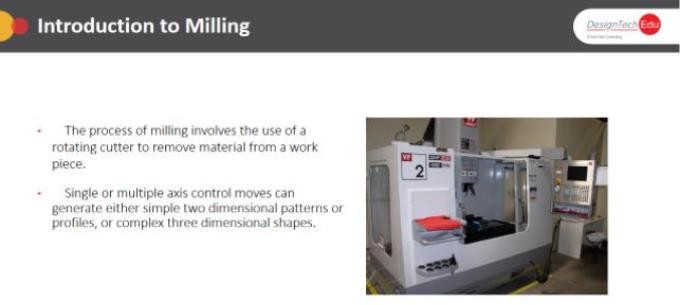 Introduction to Milling
DesignTech Edu
• The process of milling involves the use of a
rotating cutter to remove material from a work
piece.
• Single or multiple axis control moves can
generate either simple two dimensional patterns or
profiles, or complex three dimensional shapes.
VF
2